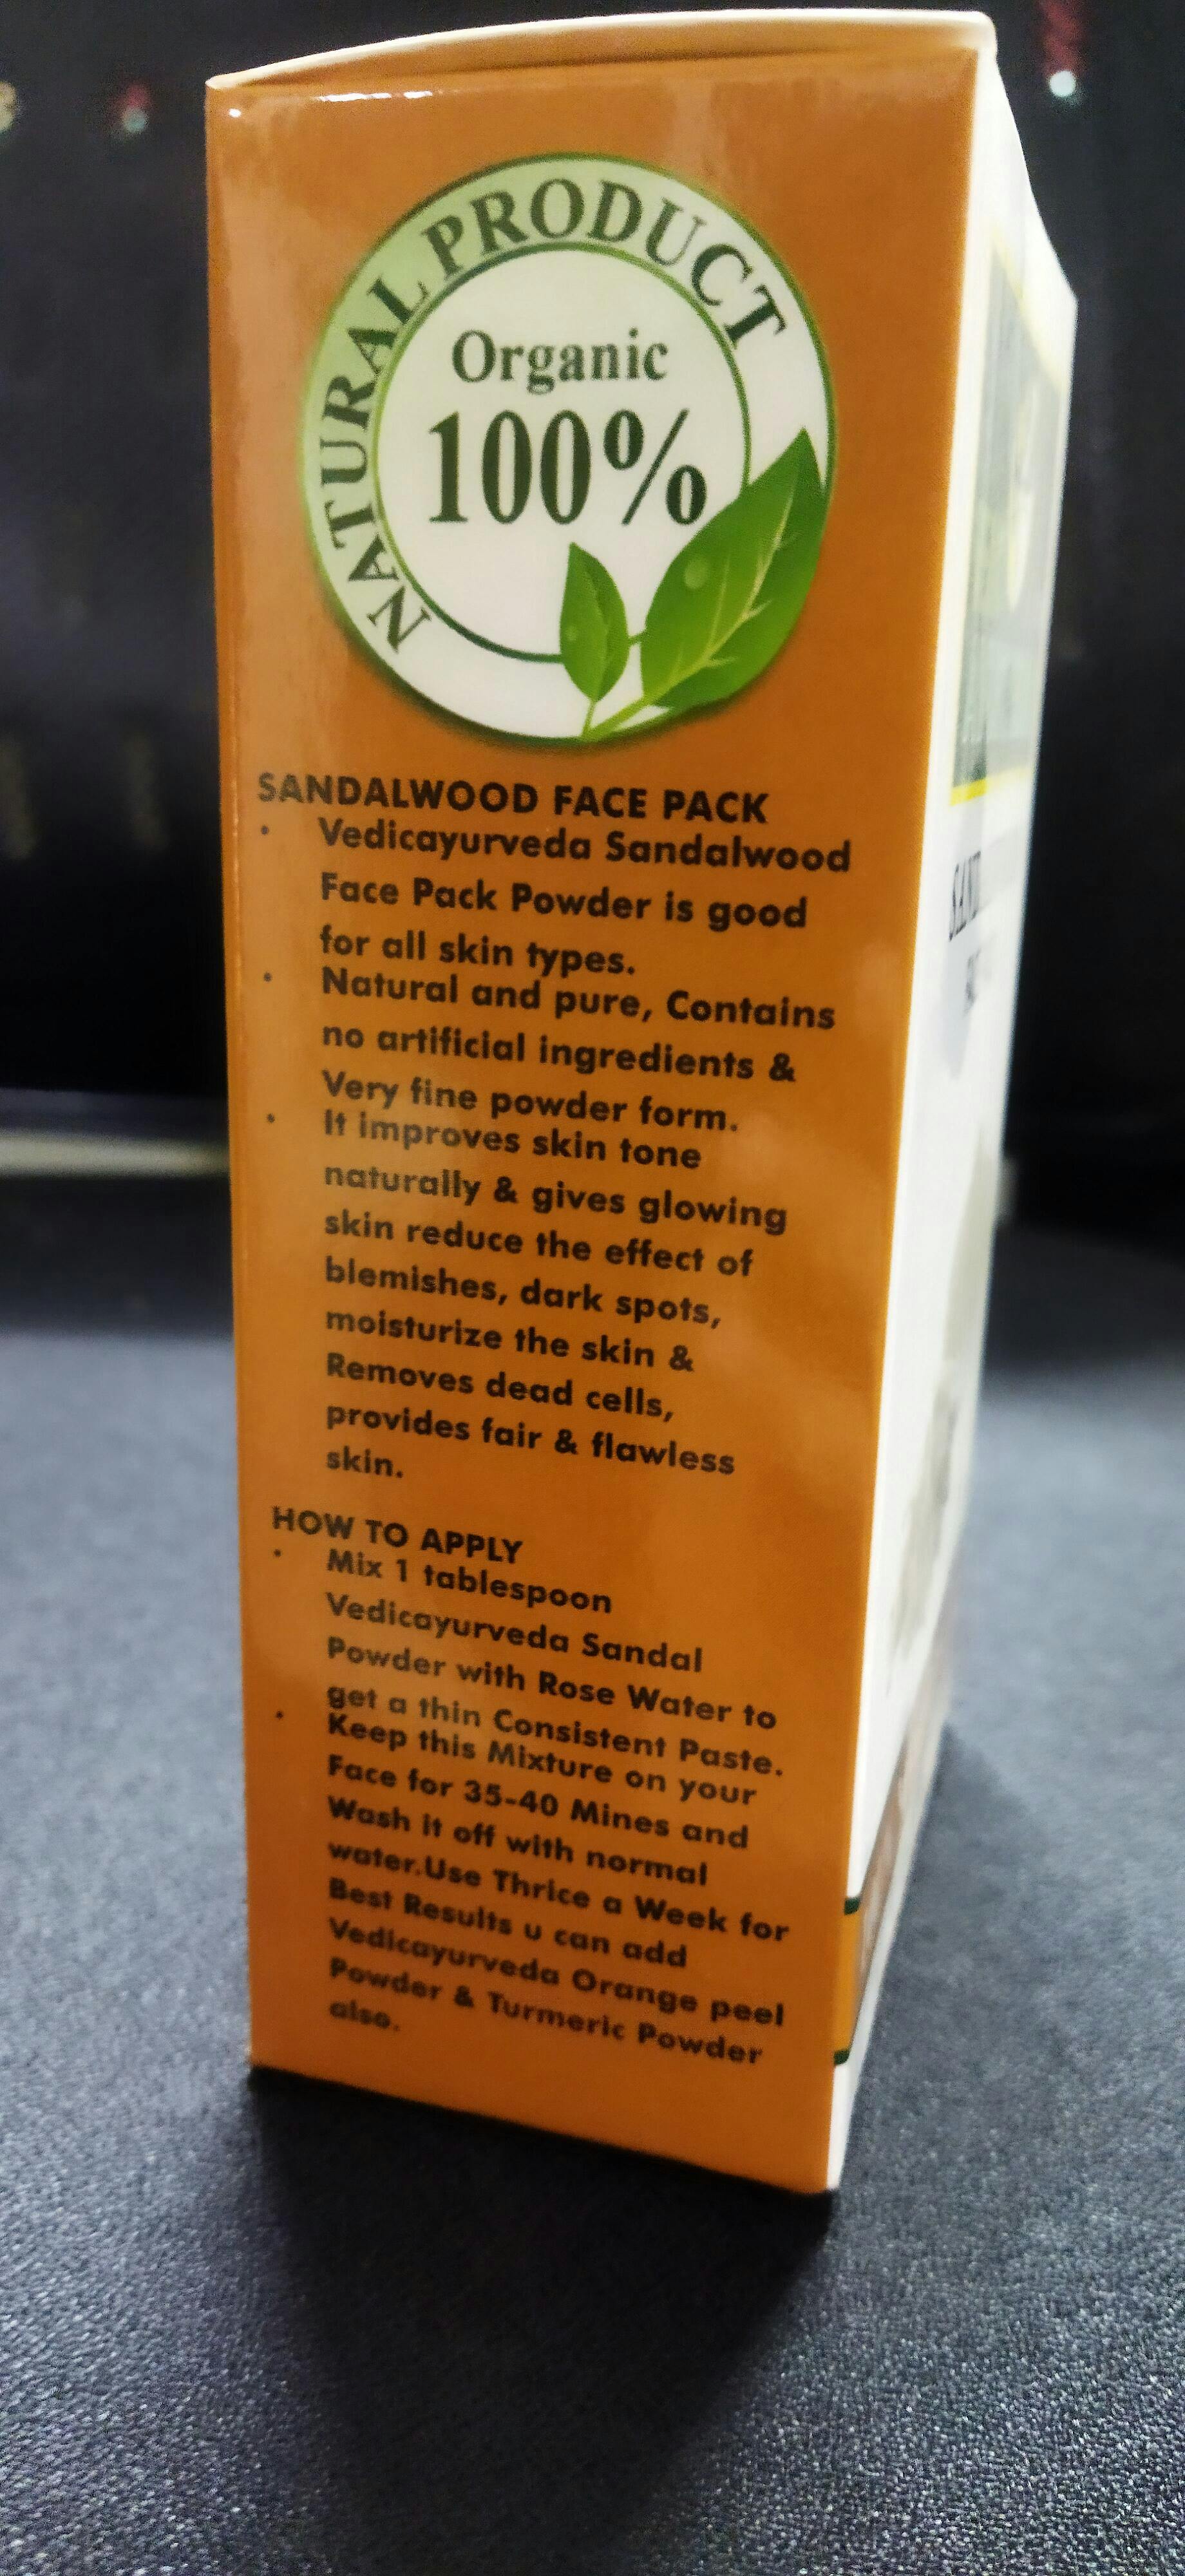 NATURAL PRODUCT
Organic
100%
SANDALWOOD FACE PACK
• Vedicayurveda Sandalwood
Face Pack Powder is good
for all skin types.
• Natural and pure, Contains
no artificial ingredients &
Very fine powder form.
• It improves skin tone
naturally & gives glowing
skin reduce the effect of
blemishes, dark spots,
moisturize the skin &
Removes dead cells,
provides fair & flawless
skin.
HOW TO APPLY
• Mix 1 tablespoon
Vedicayurveda Sandal
Powder with Rose Water to
get a thin Consistent Paste.
• Keep this Mixture on your
Face for 35-40 Mines and
Wash it off with normal
water.Use Thrice a Week for
Best Results u can add
Vedicayurveda Orange peel
Powder & Turmeric Powder
also.